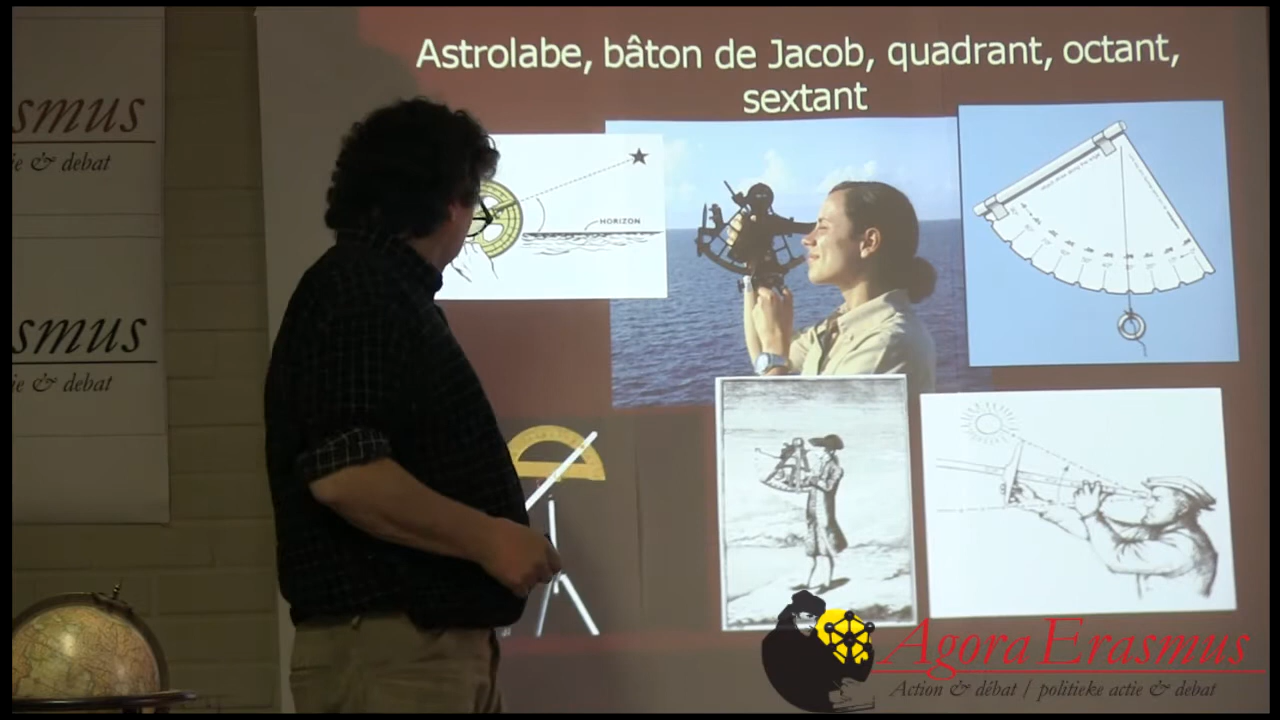 Astrolabe, bâton de Jacob, quadrant, octant,
sextant
smus
ie & debat
HORIZON
smus
ie & debat
Agora Erasmus
Action & débat / politieke actie & debat